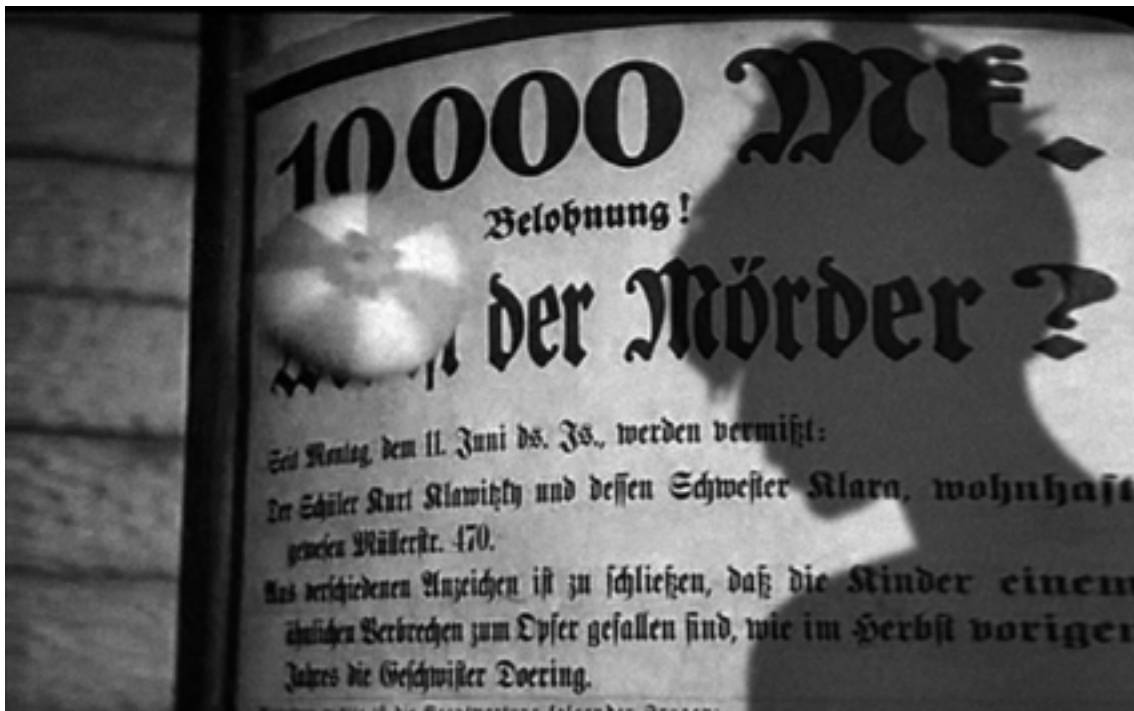 10000 Mk.
Belohnung!
der Mörder?
Seit Montag, dem 11. Juni ds. Js., werden vermißt:
Der Schüler Kurt Klawitzky und dessen Schwester Klara, wohnhaft
gewesen Müllerstr. 470.
Aus verschiedenen Anzeichen ist zu schließen, daß die Kinder einem
ähnlichen Verbrechen zum Opfer gefallen sind, wie im Herbst vorigen
Jahres die Geschwister Doering.